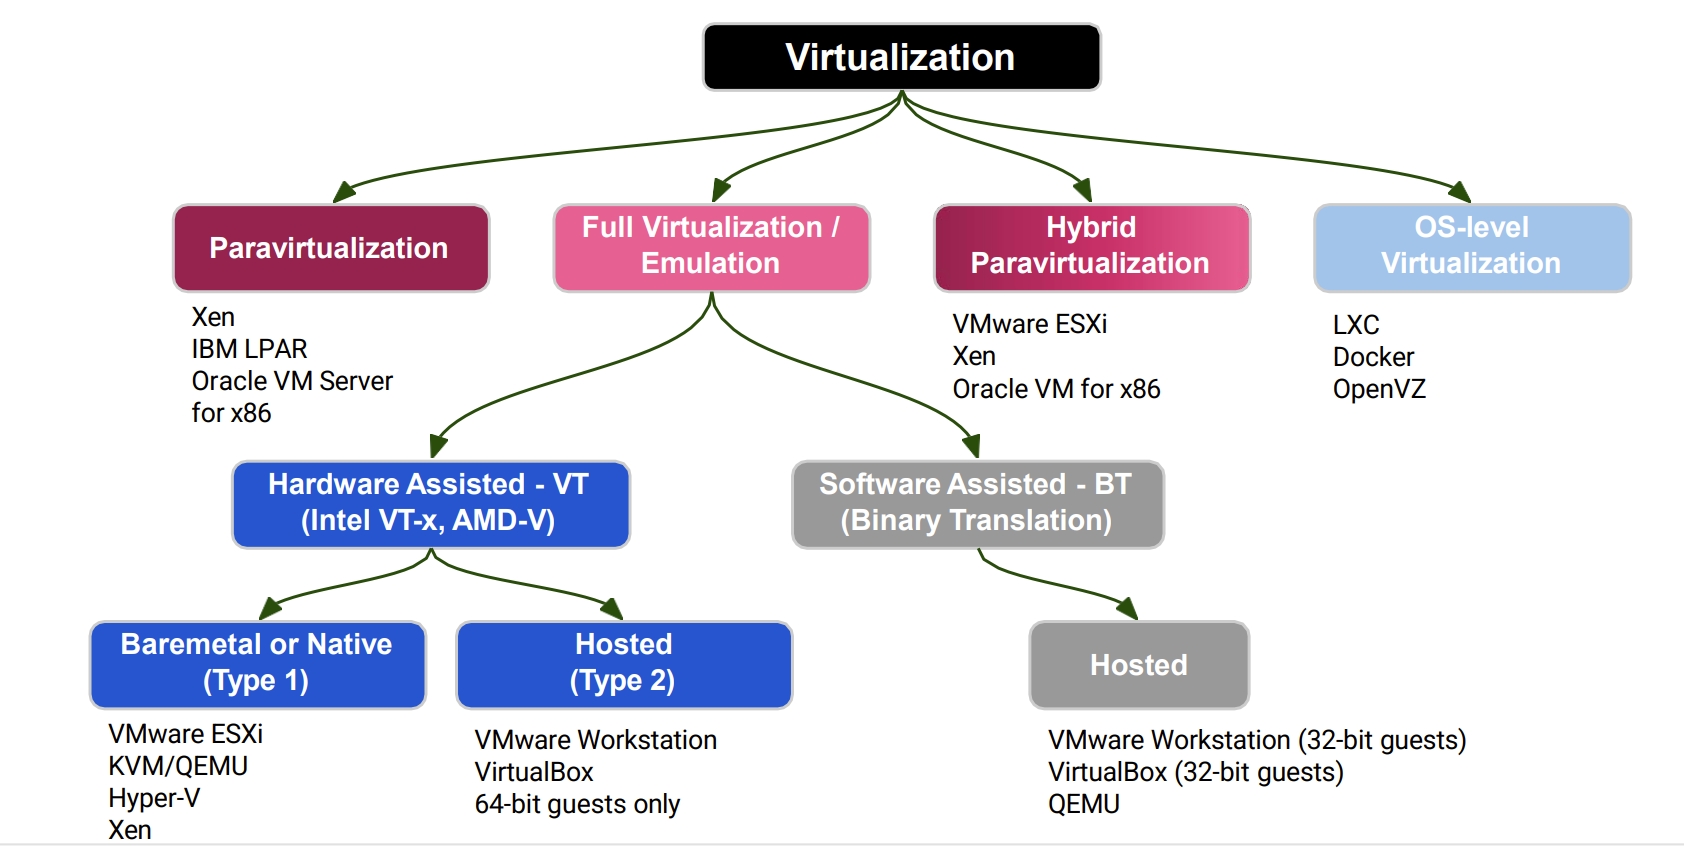 Virtualization
Paravirtualization
Full Virtualization /
Emulation
Hybrid
Paravirtualization
OS-level
Virtualization
Xen
IBM LPAR
Oracle VM Server
for x86
VMware ESXi
Xen
Oracle VM for x86
LXC
Docker
OpenVZ
Hardware Assisted - VT
(Intel VT-x, AMD-V)
Software Assisted - BT
(Binary Translation)
Baremetal or Native
(Type 1)
Hosted
(Type 2)
Hosted
VMware ESXi
KVM/QEMU
Hyper-V
Xen
VMware Workstation
VirtualBox
64-bit guests only
VMware Workstation (32-bit guests)
VirtualBox (32-bit guests)
QEMU